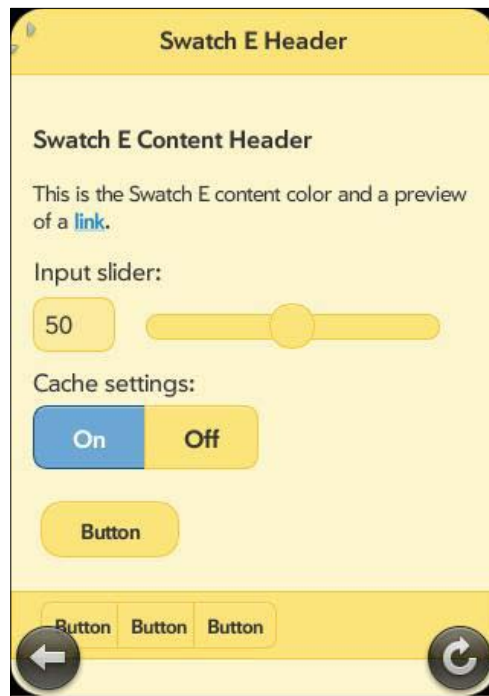 Swatch E Header
Swatch E Content Header
This is the Swatch E content color and a preview
of a link.
Input slider:
50
Cache settings:
On Off
Button
Button Button Button